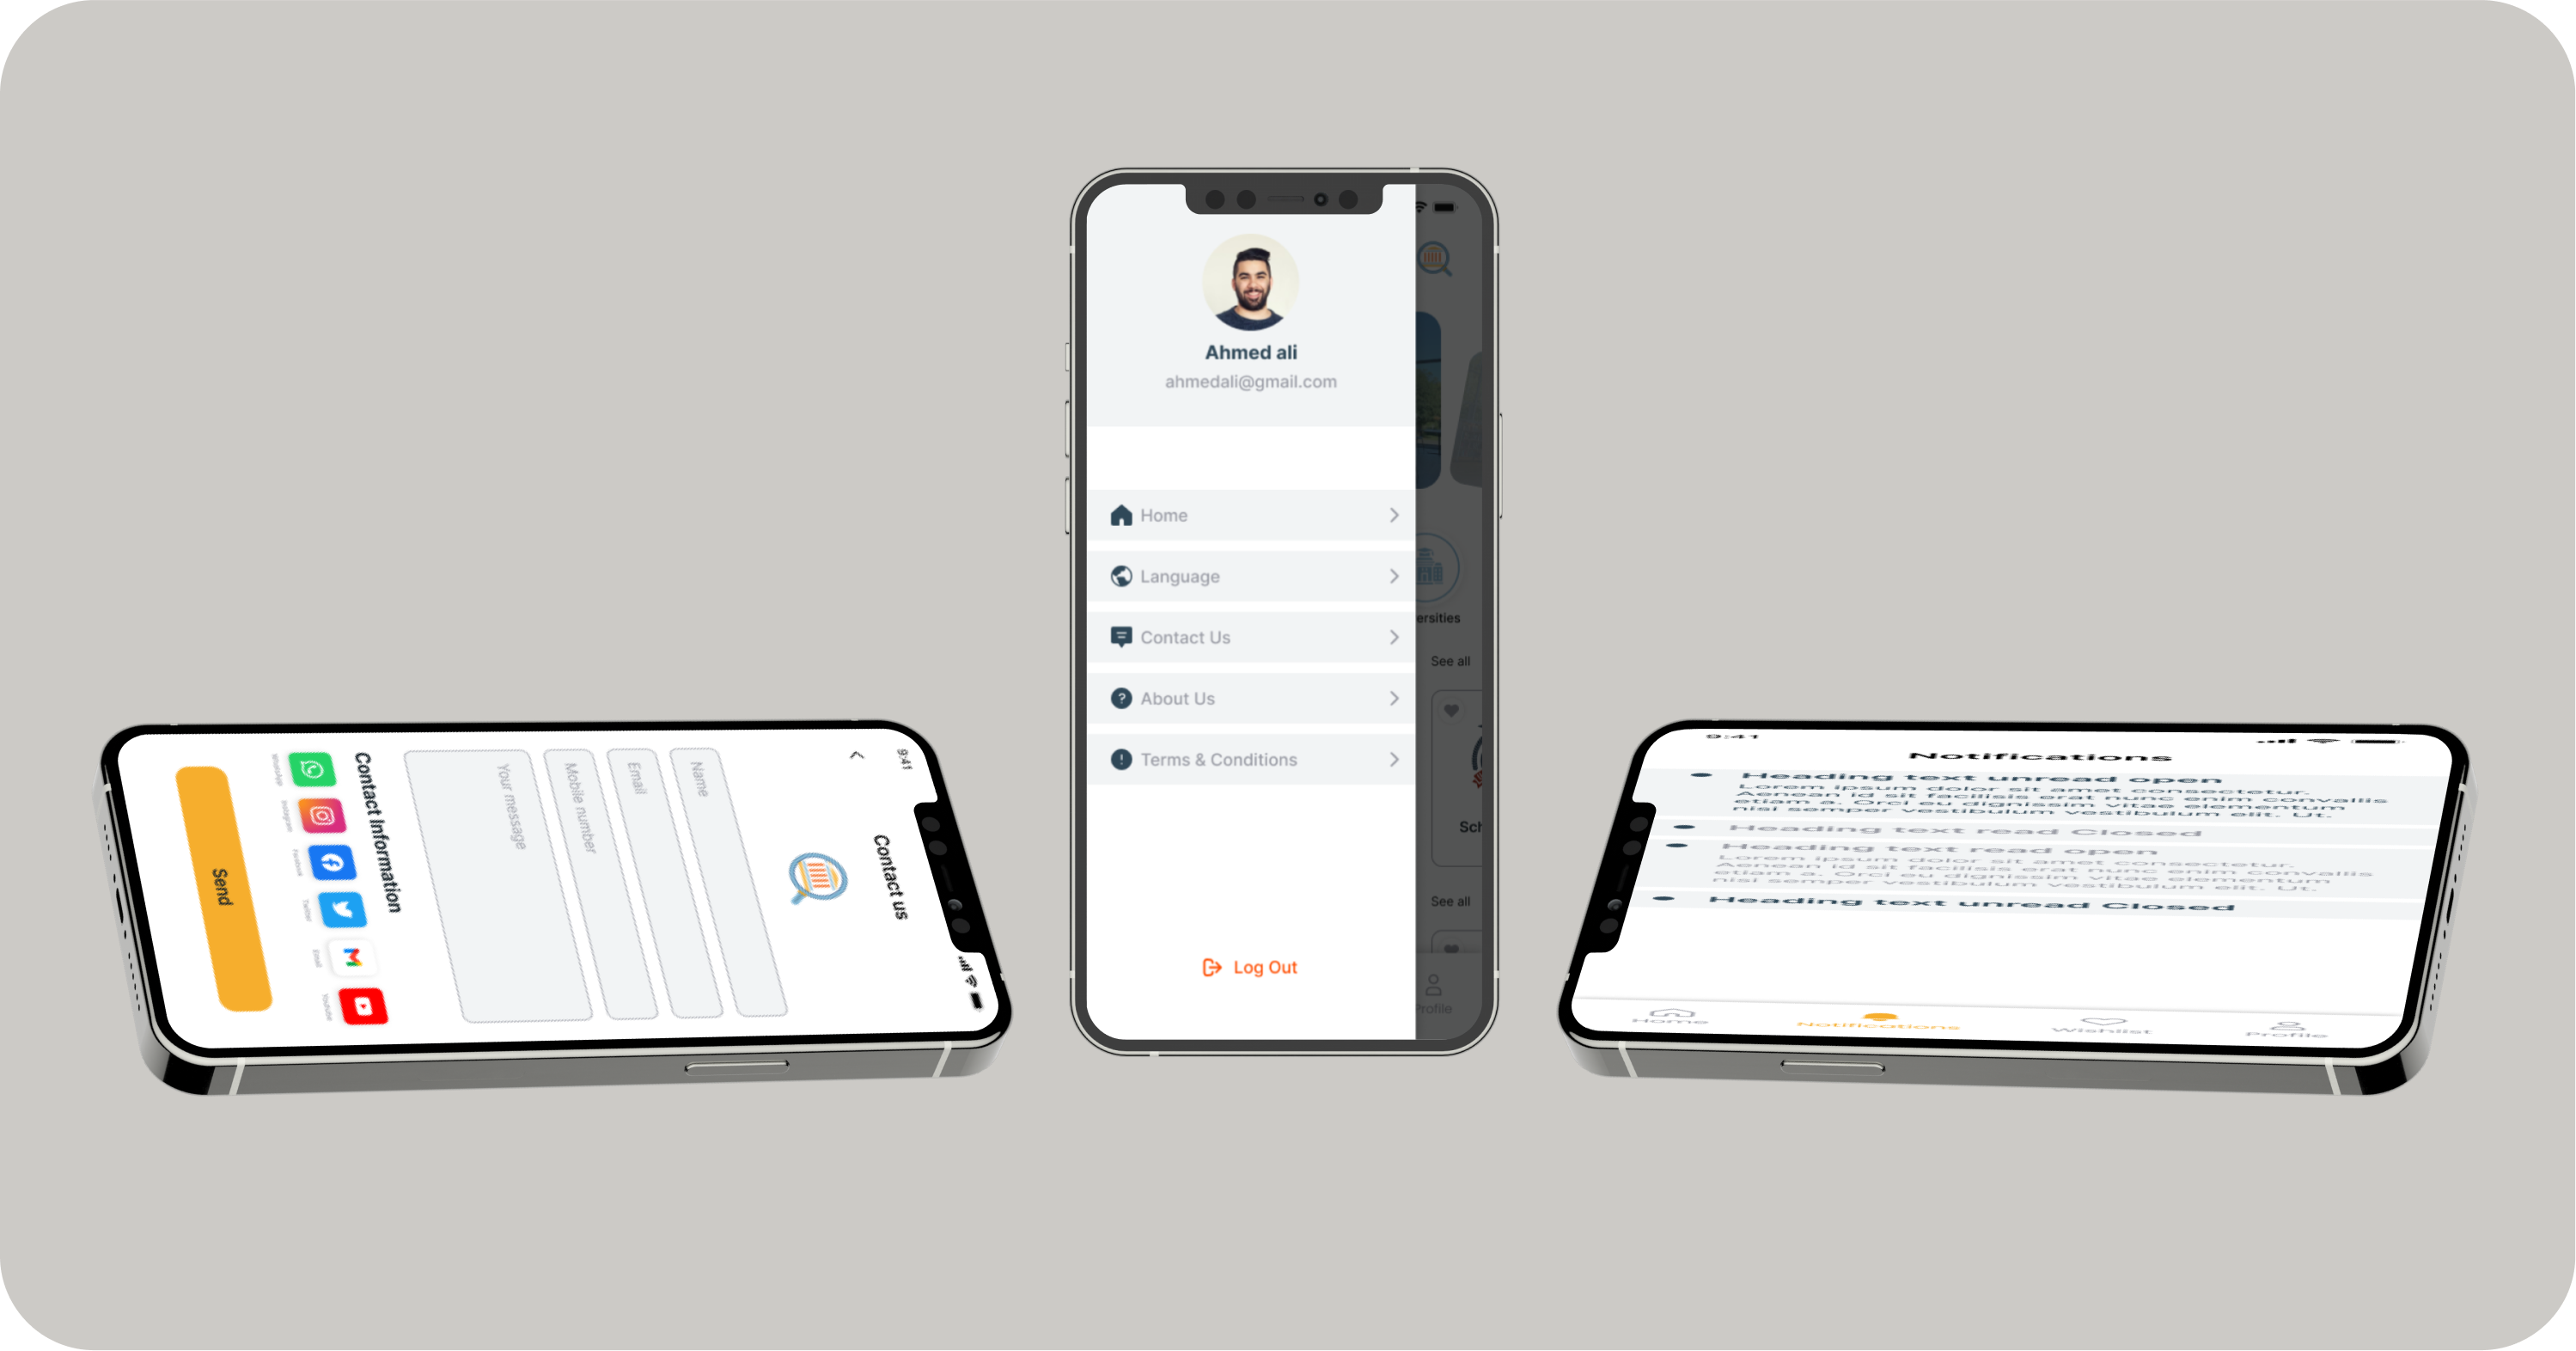 9:41
Contact us
Name
Email
Mobile number
Your message
Contact Information
WhatsApp
Instagram
Facebook
Twitter
Email
Youtube
Send
Ahmed ali
ahmedali@gmail.com
Home
Language
Contact Us
About Us
Terms & Conditions
Log Out
ersities
See all
Sch
See all
Profile
9:41
Notifications
Heading text unread open
Lorem ipsum dolor sit amet consectetur.
Aenean id sit facilisis erat nunc enim convallis
etiam a. Orci eu dignissim vitae elementum
nisi semper vestibulum vestibulum elit. Ut.
Heading text read Closed
Heading text read open
Lorem ipsum dolor sit amet consectetur.
Aenean id sit facilisis erat nunc enim convallis
etiam a. Orci eu dignissim vitae elementum
nisi semper vestibulum vestibulum elit. Ut.
Heading text unread Closed
Home
Notifications
Wishlist
Profile